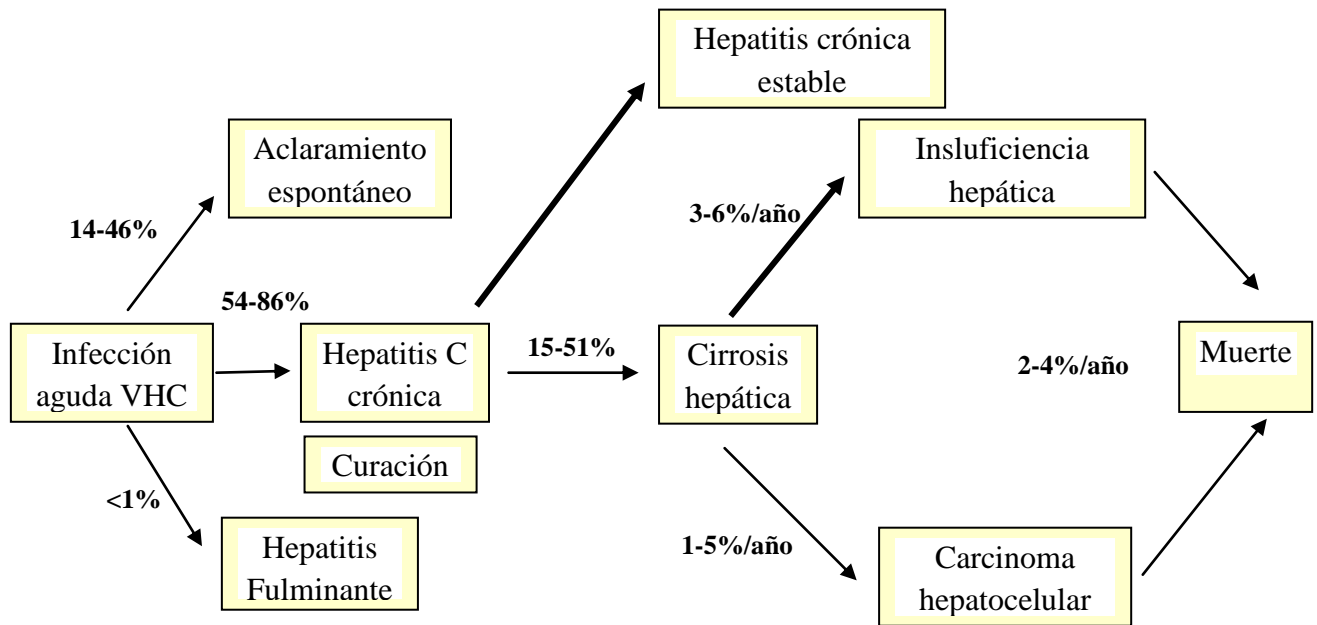 Hepatitis crónica
estable
Aclaramiento
espontáneo
Insluficiencia
hepática
14-46%
3-6%/año
54-86%
Infección
aguda VHC
Hepatitis C
crónica
15-51%
Cirrosis
hepática
2-4%/año
Muerte
Curación
<1%
Hepatitis
Fulminante
1-5%/año
Carcinoma
hepatocelular